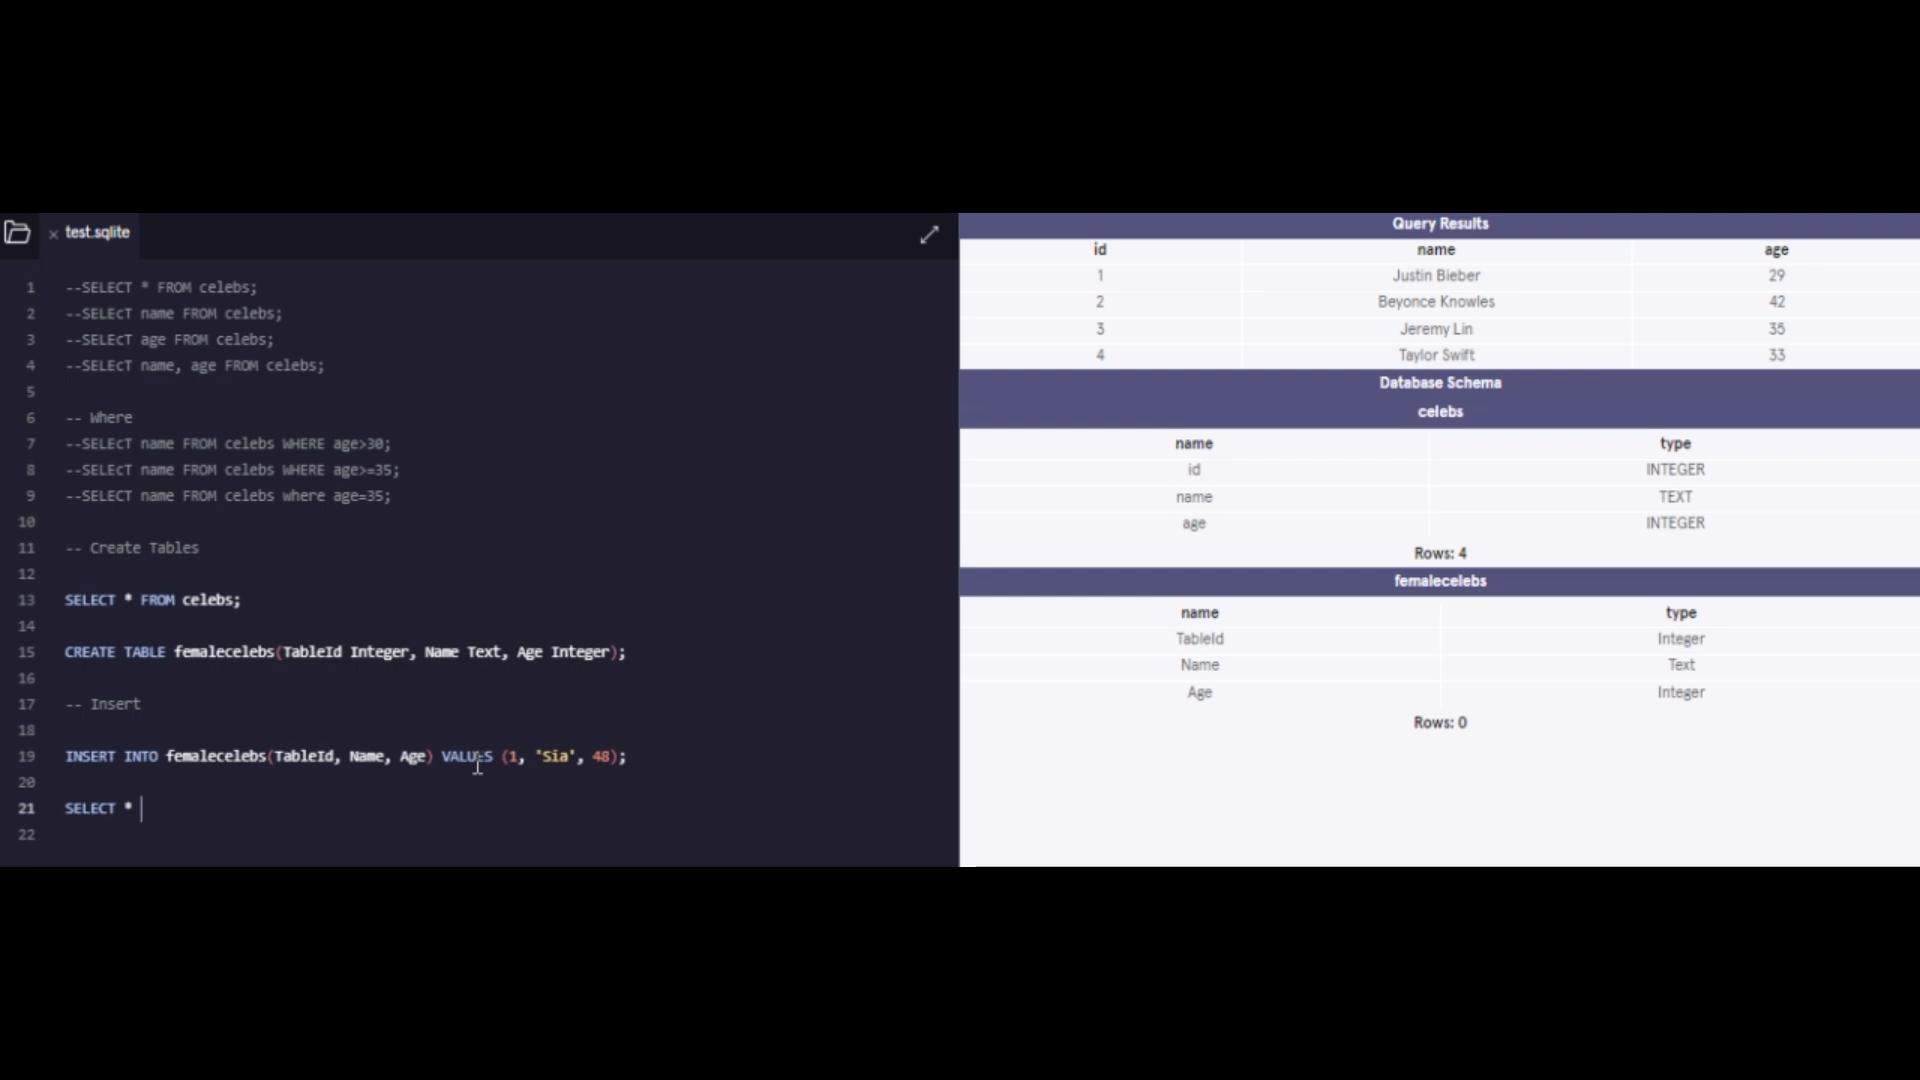 test.sqlite
1 --SELECT * FROM celebs;
2 --SELEcT name FROM celebs;
3 --SELEcT age FROM celebs;
4 --SELEcT name, age FROM celebs;
5
6 -- Where
7 --SELEcT name FROM celebs WHERE age>30;
8 --SELEcT name FROM celebs WHERE age>=35;
9 --SELEcT name FROM celebs where age=35;
10
11 -- Create Tables
12
13 SELECT * FROM celebs;
14
15 CREATE TABLE femalecelebs(TableId Integer, Name Text, Age Integer);
16
17 -- Insert
18
19 INSERT INTO femalecelebs(TableId, Name, Age) VALUES (1, 'Sia', 48);
20
21 SELECT *
22
Query Results
id name age
1 Justin Bieber 29
2 Beyonce Knowles 42
3 Jeremy Lin 35
4 Taylor Swift 33
Database Schema
celebs
name type
id INTEGER
name TEXT
age INTEGER
Rows: 4
femalecelebs
name type
TableId Integer
Name Text
Age Integer
Rows: 0